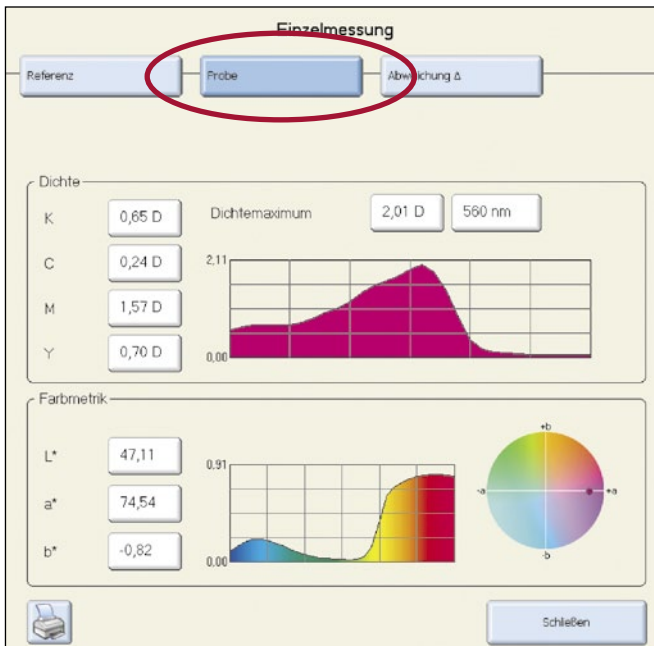 Einzelmessung
Referenz Probe Abweichung Δ
Dichte
K 0,65 D Dichtemaximum 2,01 D 560 nm
C 0,24 D 2,11
M 1,57 D
Y 0,70 D 0,00
Farbmetrik
+b
L* 47,11 0,91
a* 74,54 -a +a
b* -0,82 0,00 -b
Schließen